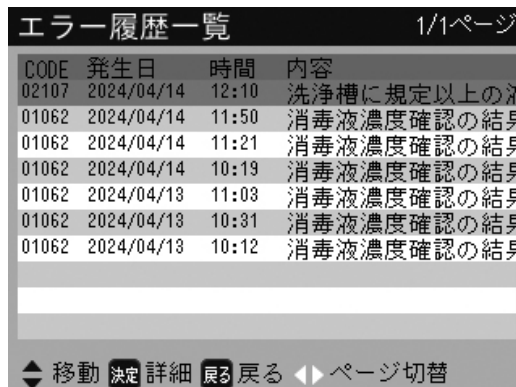 エラー履歴一覧 1/1ページ
CODE 発生日 時間 内容
02107 2024/04/14 12:10 洗浄槽に規定以上の
01062 2024/04/14 11:50 消毒液濃度確認の結果
01062 2024/04/14 11:21 消毒液濃度確認の結果
01062 2024/04/14 10:19 消毒液濃度確認の結果
01062 2024/04/13 11:03 消毒液濃度確認の結果
01062 2024/04/13 10:31 消毒液濃度確認の結果
01062 2024/04/13 10:12 消毒液濃度確認の結果
移動 決定 詳細 戻る 戻る ページ切替